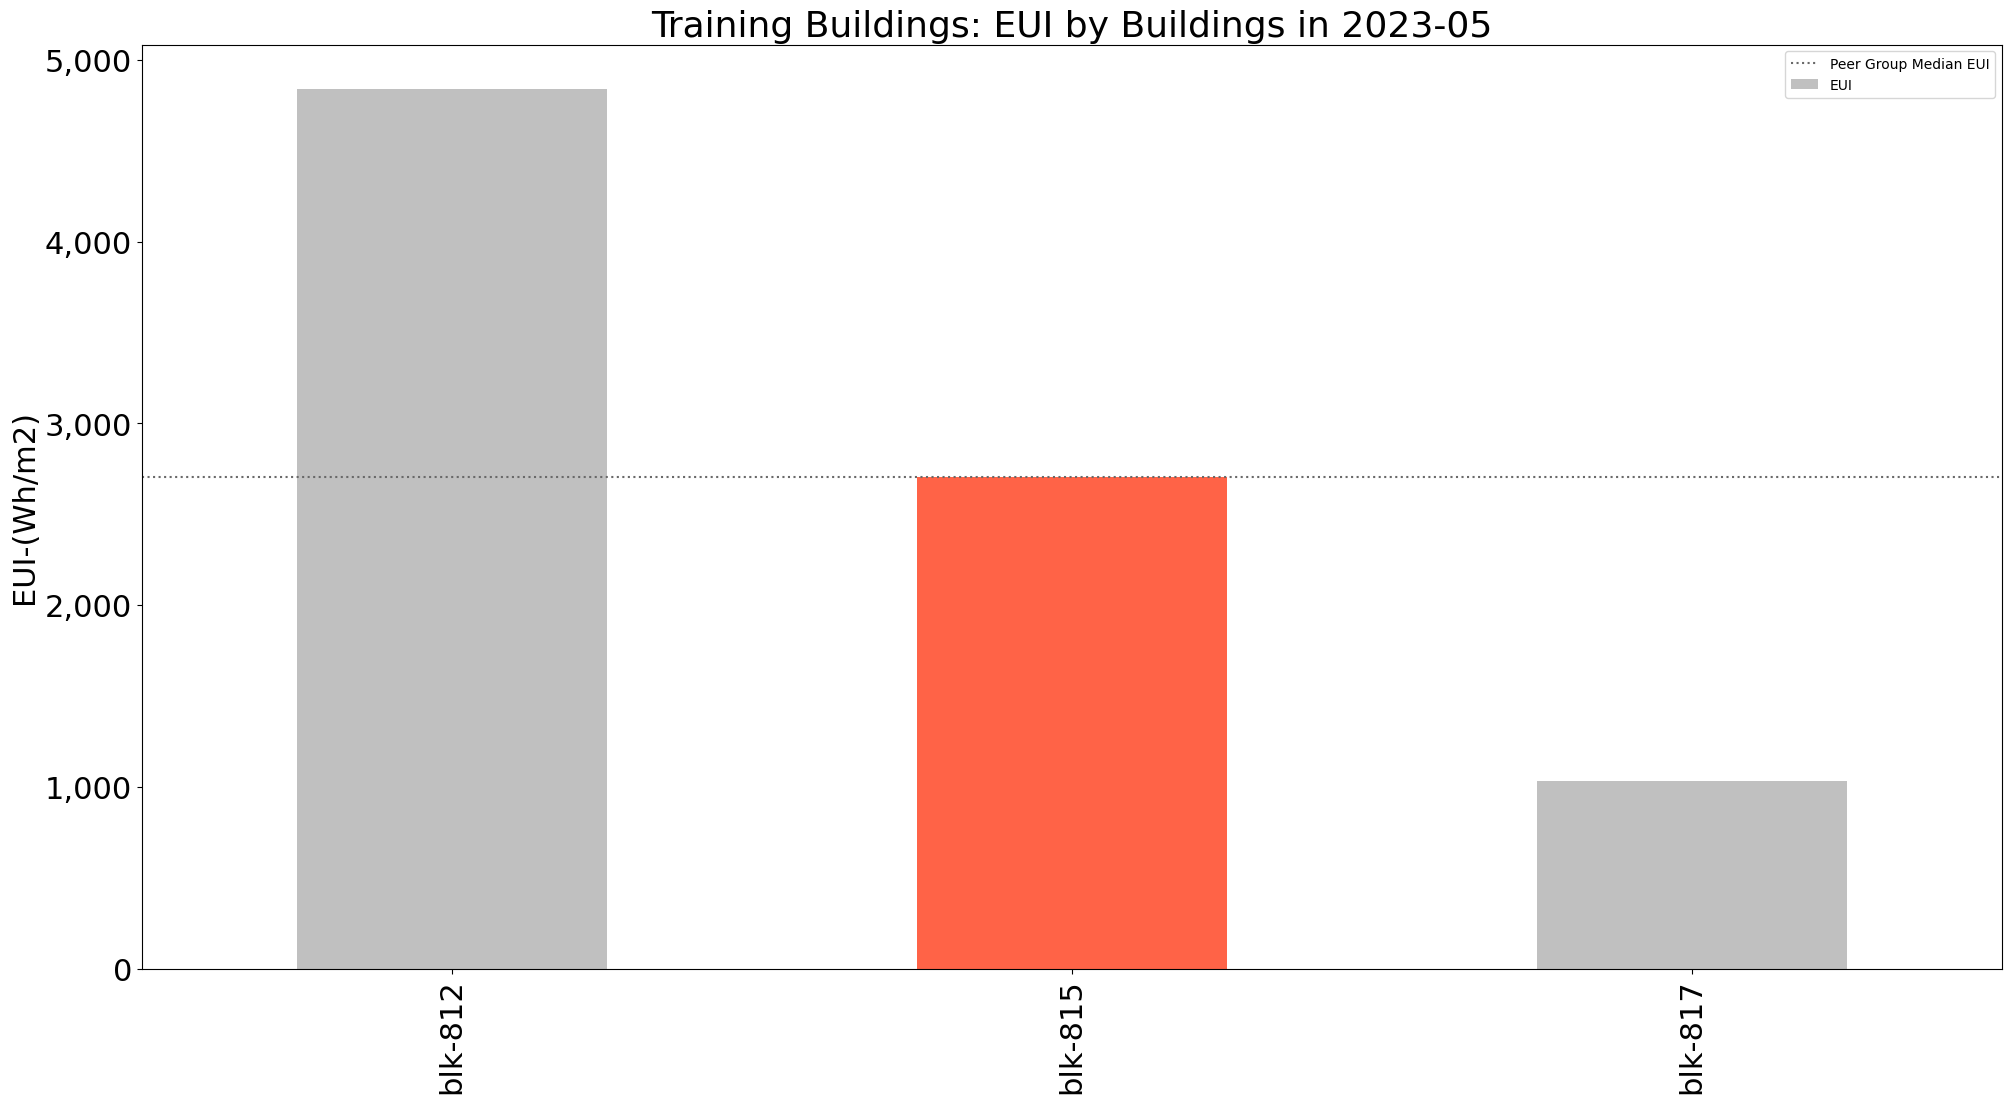 Training Buildings: EUI by Buildings in 2023-05
Peer Group Median EUI
EUI
EUI-(Wh/m2)
5,000
4,000
3,000
2,000
1,000
0
blk-812
blk-815
blk-817